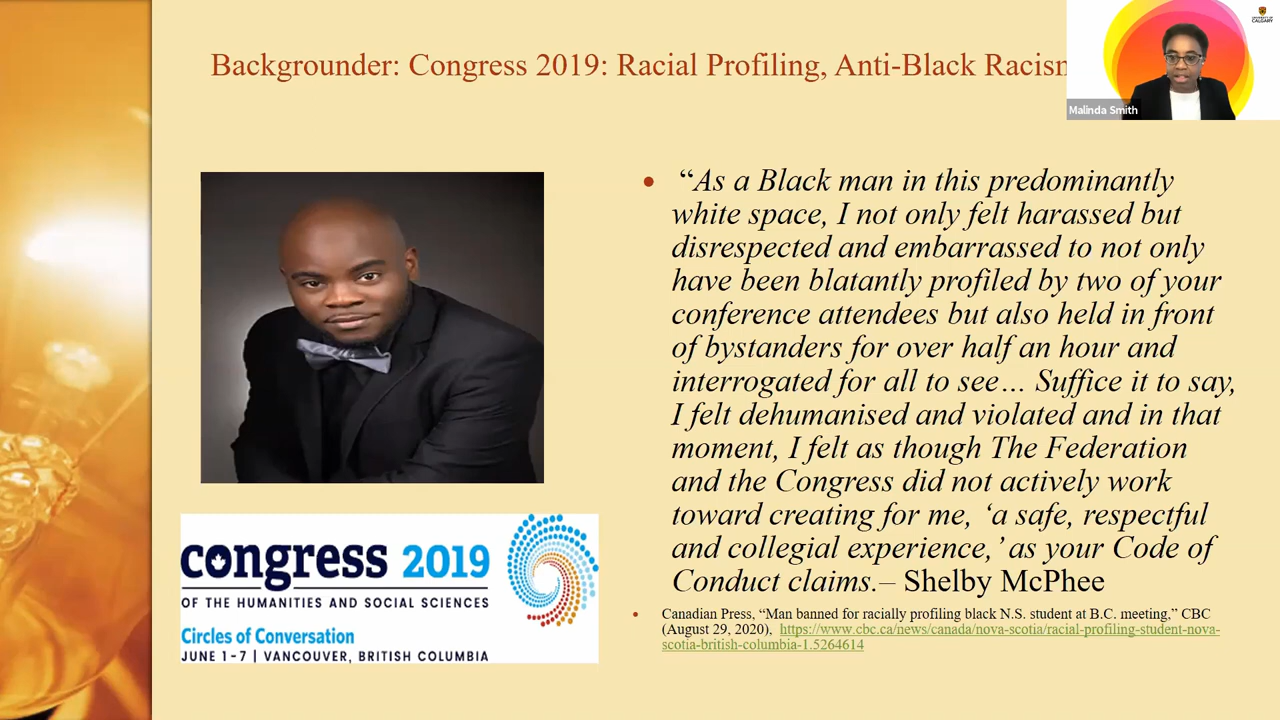 Backgrounder: Congress 2019: Racial Profiling, Anti-Black Racism
UNIVERSITY OF
CALGARY
Malinda Smith
• “As a Black man in this predominantly
white space, I not only felt harassed but
disrespected and embarrassed to not only
have been blatantly profiled by two of your
conference attendees but also held in front
of bystanders for over half an hour and
interrogated for all to see… Suffice it to say,
I felt dehumanised and violated and in that
moment, I felt as though The Federation
and the Congress did not actively work
toward creating for me, ‘a safe, respectful
and collegial experience,’ as your Code of
Conduct claims.– Shelby McPhee
• Canadian Press, “Man banned for racially profiling black N.S. student at B.C. meeting,” CBC
(August 29, 2020), https://www.cbc.ca/news/canada/nova-scotia/racial-profiling-student-nova-
scotia-british-columbia-1.5264614
congress 2019
OF THE HUMANITIES AND SOCIAL SCIENCES
Circles of Conversation
JUNE 1-7 | VANCOUVER, BRITISH COLUMBIA